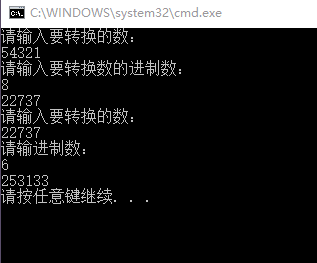 C:\WINDOWS\system32\cmd.exe
请输入要转换的数：
54321
请输入要转换数的进制数：
8
22737
请输入要转换的数：
22737
请输进制数：
6
253133
请按任意键继续. . .